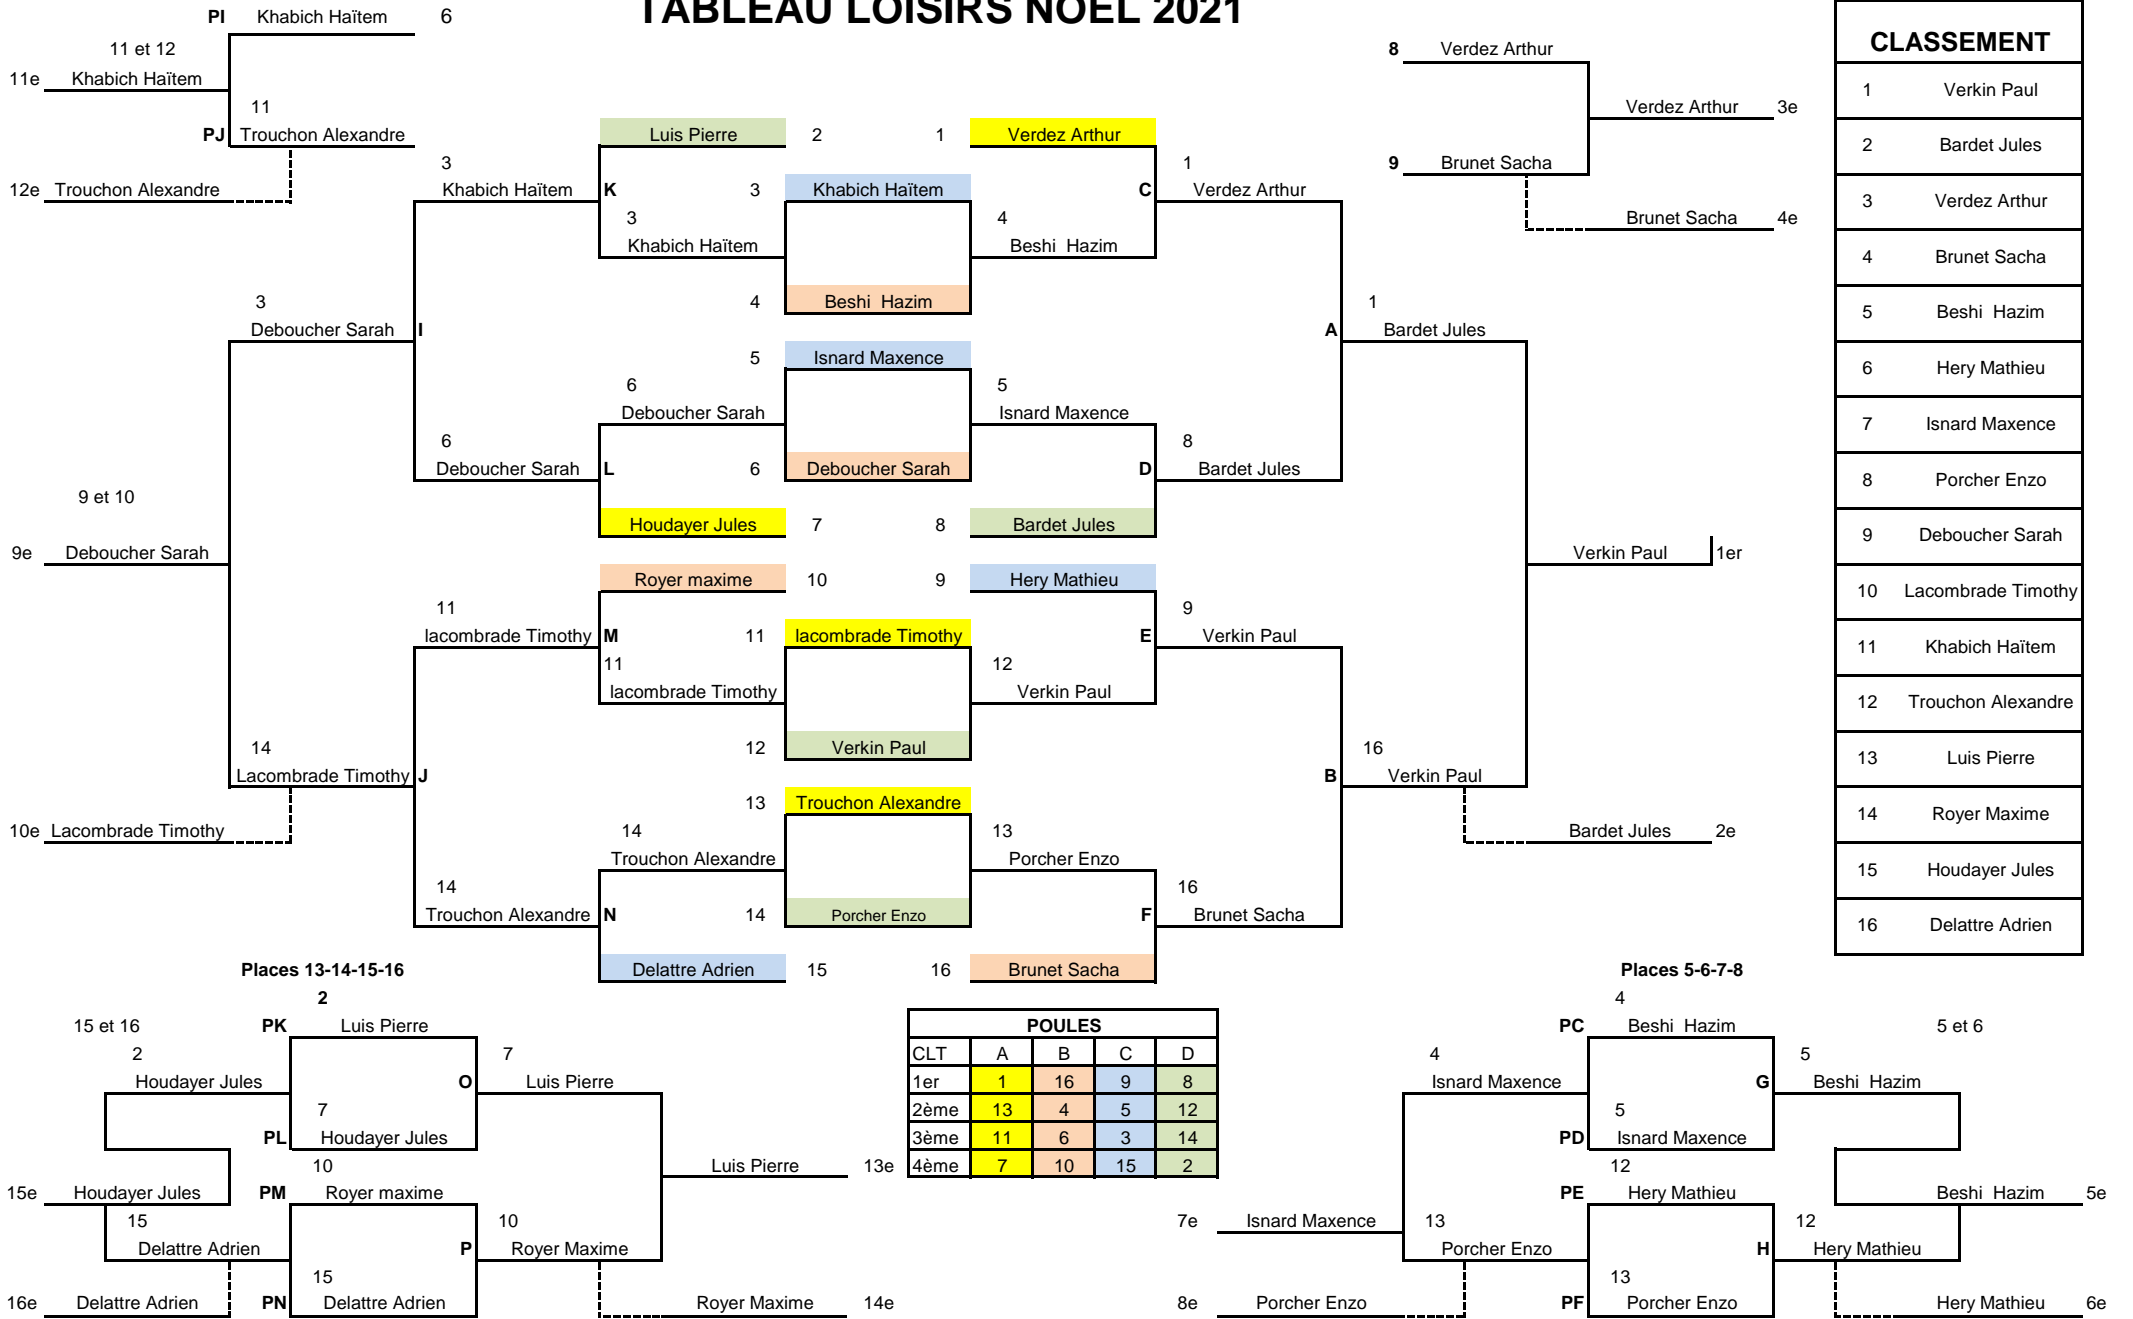 TABLEAU LOISIRS NOEL 2021
PI Khabich Haïtem 6
11 et 12
11e Khabich Haïtem
11
PJ Trouchon Alexandre
12e Trouchon Alexandre
8 Verdez Arthur
Verdez Arthur 3e
9 Brunet Sacha
Brunet Sacha 4e
Luis Pierre 2 1 Verdez Arthur
3 1
Khabich Haïtem K 3 Khabich Haïtem C Verdez Arthur
3 4
Khabich Haïtem Beshi Hazim
3 4 Beshi Hazim 1
Deboucher Sarah I A Bardet Jules
5 Isnard Maxence
6 5
Deboucher Sarah Isnard Maxence
6 8
Deboucher Sarah L 6 Deboucher Sarah D Bardet Jules
9 et 10
Houdayer Jules 7 8 Bardet Jules
9e Deboucher Sarah Verkin Paul 1er
Royer maxime 10 9 Hery Mathieu
11 9
lacombrade Timothy M 11 lacombrade Timothy E Verkin Paul
11 12
lacombrade Timothy Verkin Paul
14 12 Verkin Paul 16
Lacombrade Timothy J B Verkin Paul
13 Trouchon Alexandre
10e Lacombrade Timothy 14 13 Bardet Jules 2e
Trouchon Alexandre Porcher Enzo
14 16
Trouchon Alexandre N 14 Porcher Enzo F Brunet Sacha
Delattre Adrien 15 16 Brunet Sacha
CLASSEMENT
1 Verkin Paul
2 Bardet Jules
3 Verdez Arthur
4 Brunet Sacha
5 Beshi Hazim
6 Hery Mathieu
7 Isnard Maxence
8 Porcher Enzo
9 Deboucher Sarah
10 Lacombrade Timothy
11 Khabich Haïtem
12 Trouchon Alexandre
13 Luis Pierre
14 Royer Maxime
15 Houdayer Jules
16 Delattre Adrien
Places 13-14-15-16
2
15 et 16 PK Luis Pierre
2 7
Houdayer Jules O Luis Pierre
7
PL Houdayer Jules
10
Luis Pierre 13e
15e Houdayer Jules PM Royer maxime
15 10
Delattre Adrien P Royer Maxime
15
16e Delattre Adrien PN Delattre Adrien Royer Maxime 14e
POULES
CLT A B C D
1er 1 16 9 8
2ème 13 4 5 12
3ème 11 6 3 14
4ème 7 10 15 2
Places 5-6-7-8
4
PC Beshi Hazim 5 et 6
4 5
Isnard Maxence G Beshi Hazim
5
PD Isnard Maxence
12
PE Hery Mathieu Beshi Hazim 5e
7e Isnard Maxence 13 12
Porcher Enzo H Hery Mathieu
13
8e Porcher Enzo PF Porcher Enzo Hery Mathieu 6e